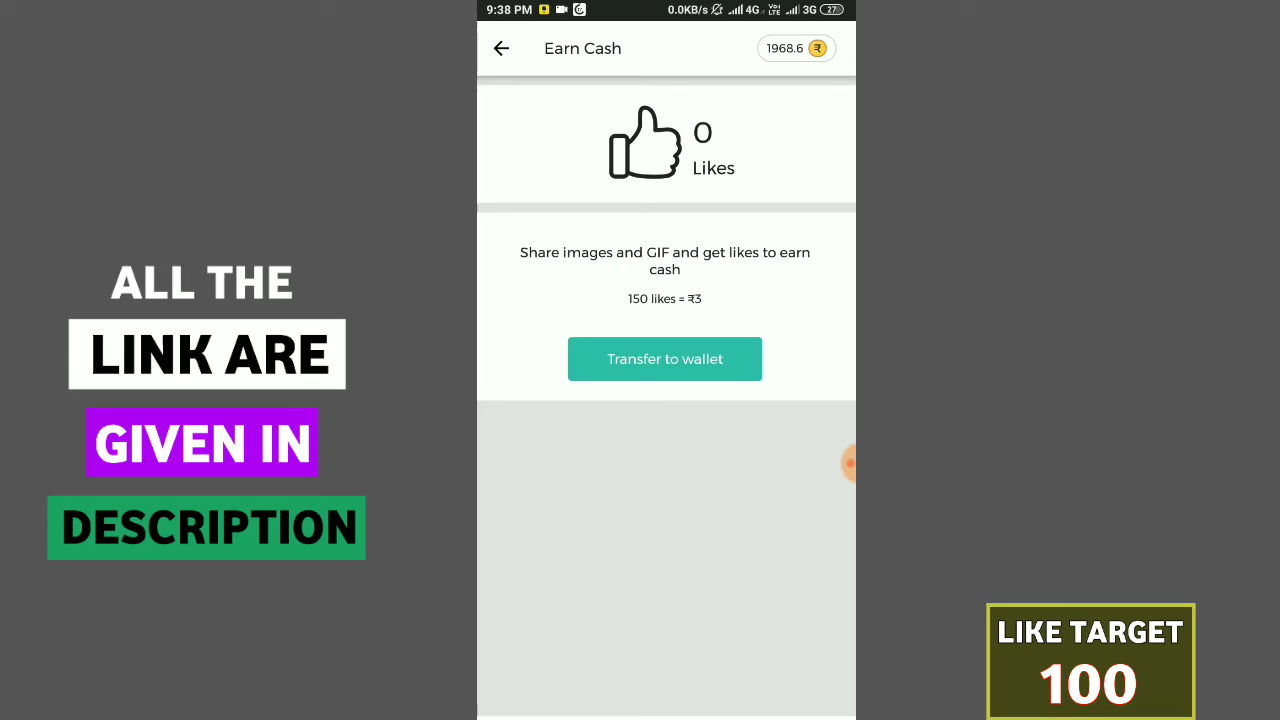 9:38 PM 0.0KB/s 4G VoLTE 3G 27
Earn Cash 1968.6 ₹
0
Likes
Share images and GIF and get likes to earn
cash
150 likes = ₹3
Transfer to wallet
ALL THE
LINK ARE
GIVEN IN
DESCRIPTION
LIKE TARGET
100